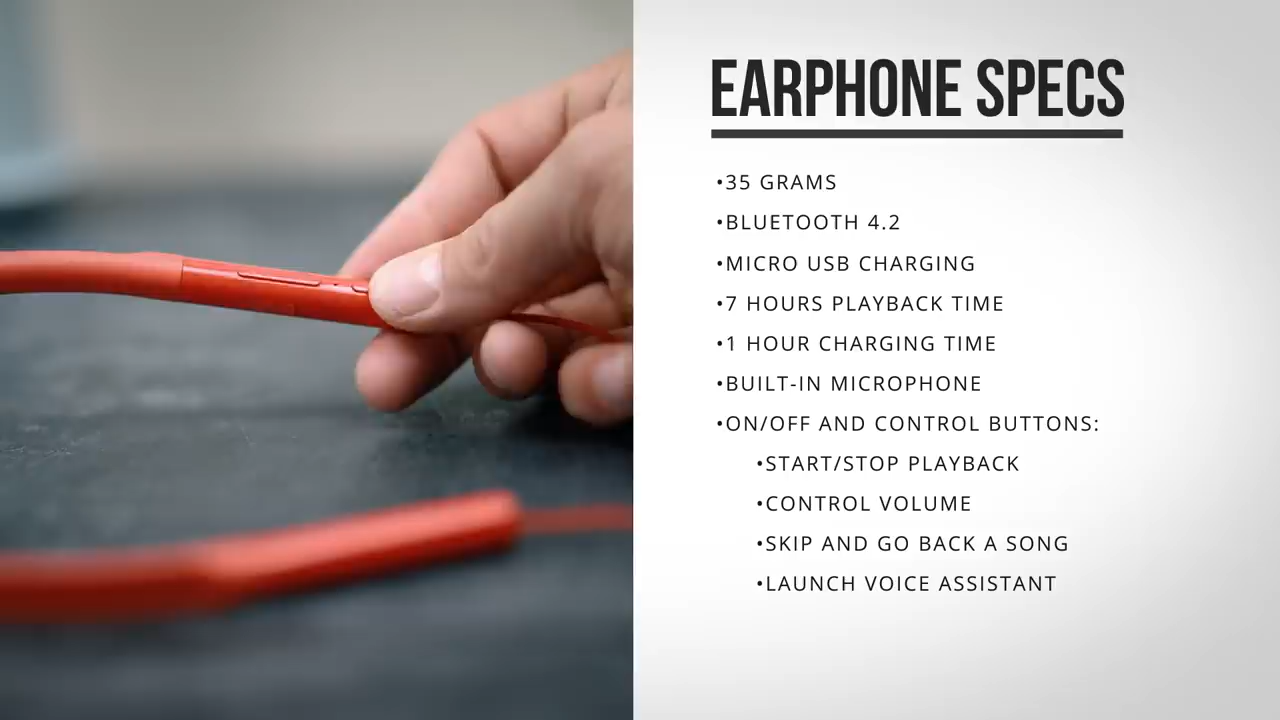 EARPHONE SPECS
•35 GRAMS
•BLUETOOTH 4.2
•MICRO USB CHARGING
•7 HOURS PLAYBACK TIME
•1 HOUR CHARGING TIME
•BUILT-IN MICROPHONE
•ON/OFF AND CONTROL BUTTONS:
•START/STOP PLAYBACK
•CONTROL VOLUME
•SKIP AND GO BACK A SONG
•LAUNCH VOICE ASSISTANT